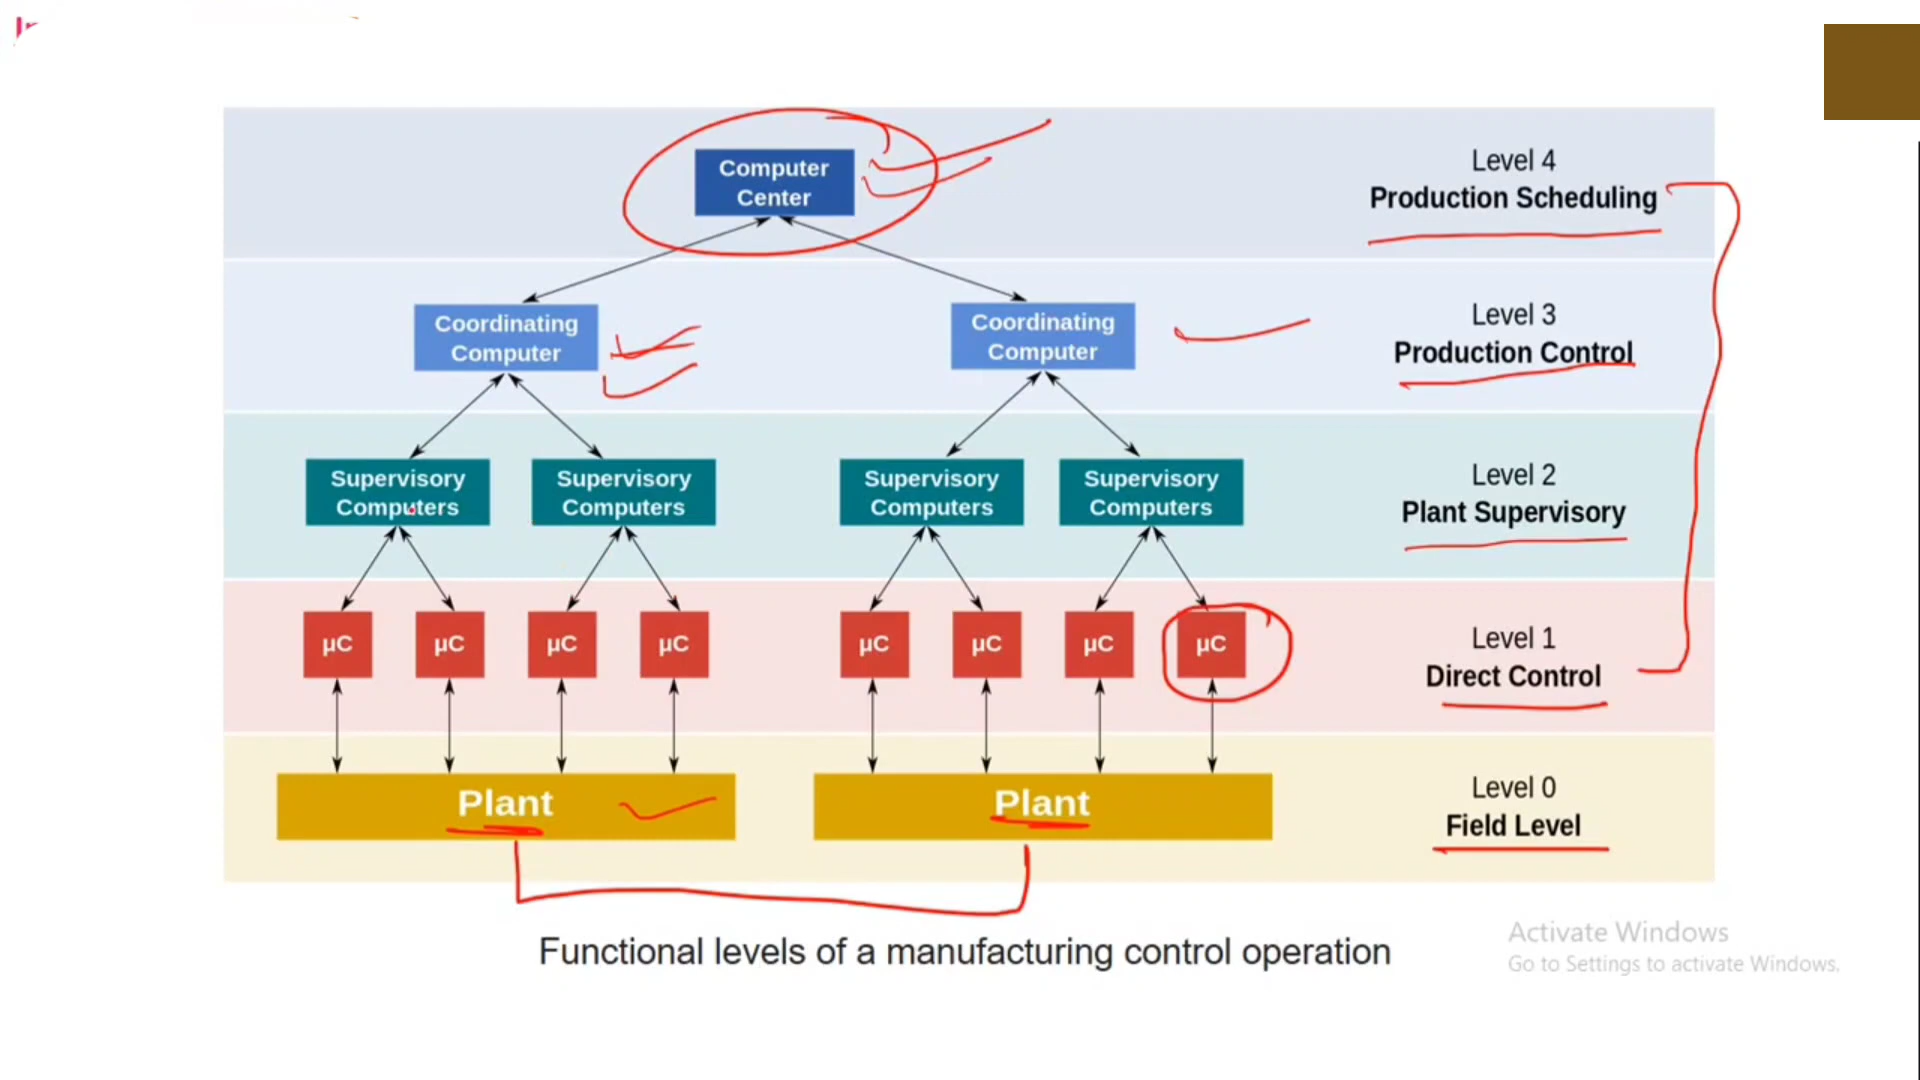 Computer
Center
Level 4
Production Scheduling
Coordinating
Computer
Coordinating
Computer
Level 3
Production Control
Supervisory
Computers
Supervisory
Computers
Supervisory
Computers
Supervisory
Computers
Level 2
Plant Supervisory
µC
µC
µC
µC
µC
µC
µC
µC
Level 1
Direct Control
Plant
Plant
Level 0
Field Level
Functional levels of a manufacturing control operation
Activate Windows
Go to Settings to activate Windows.